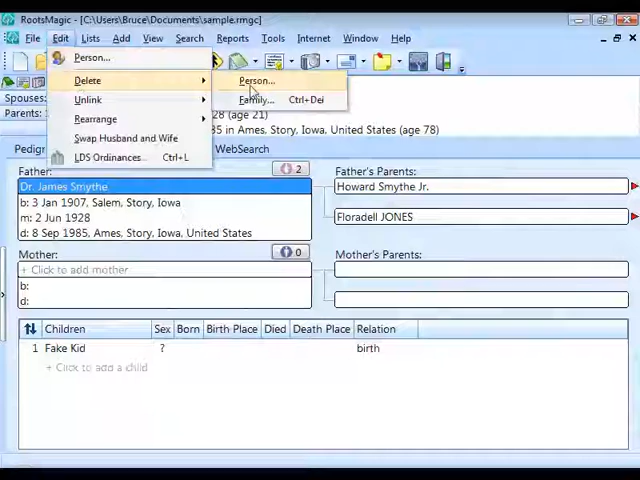 RootsMagic - [C:\Users\Bruce\Documents\sample.rmgc]
File Edit Lists Add View Search Reports Tools Internet Window Help
Person...
Delete
Unlink
Rearrange
Swap Husband and Wife
LDS Ordinances... Ctrl+L
Person...
Family... Ctrl+Del
Spouses:
Parents:
28 (age 21)
35 in Ames, Story, Iowa, United States (age 78)
Pedigr
WebSearch
Father:
2
Dr. James Smythe
b: 3 Jan 1907, Salem, Story, Iowa
m: 2 Jun 1928
d: 8 Sep 1985, Ames, Story, Iowa, United States
Father's Parents:
Howard Smythe Jr.
Floradell JONES
Mother:
0
+ Click to add mother
b:
d:
Mother's Parents:
Children Sex Born Birth Place Died Death Place Relation
1 Fake Kid ? birth
+ Click to add a child